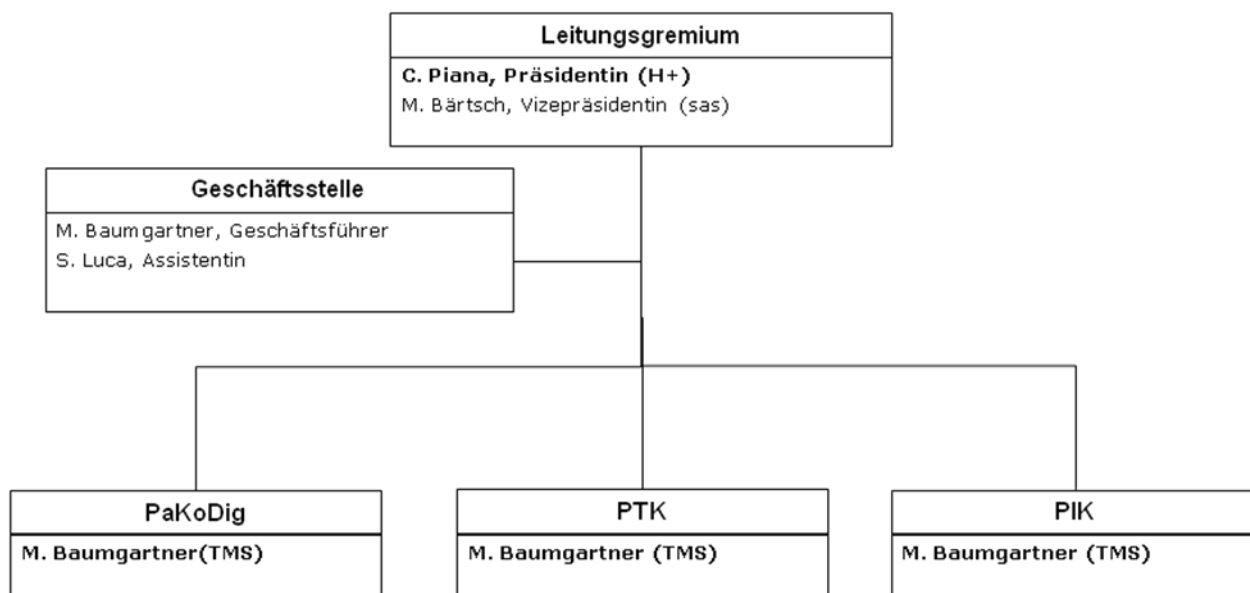 Leitungsgremium
C. Piana, Präsidentin (H+)
M. Bärtsch, Vizepräsidentin (sas)
Geschäftsstelle
M. Baumgartner, Geschäftsführer
S. Luca, Assistentin
PaKoDig
M. Baumgartner(TMS)
PTK
M. Baumgartner (TMS)
PIK
M. Baumgartner (TMS)